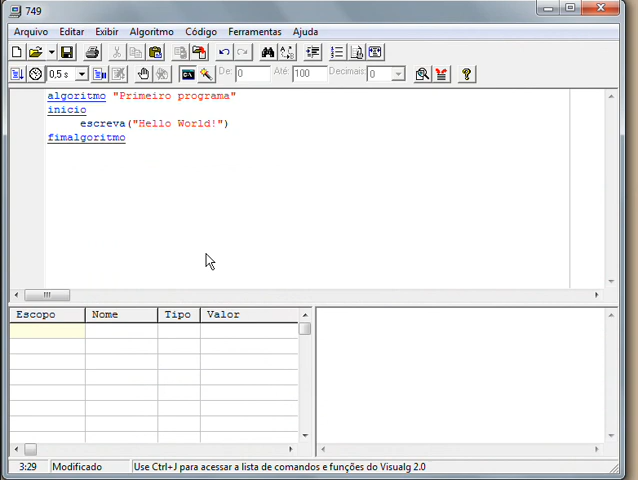 749
Arquivo Editar Exibir Algoritmo Código Ferramentas Ajuda
0,5 s De: 0 Até: 100 Decimais 0
algoritmo "Primeiro programa"
inicio
escreva("Hello World!")
fimalgoritmo
Escopo Nome Tipo Valor
3:29 Modificado Use Ctrl+J para acessar a lista de comandos e funções do Visualg 2.0